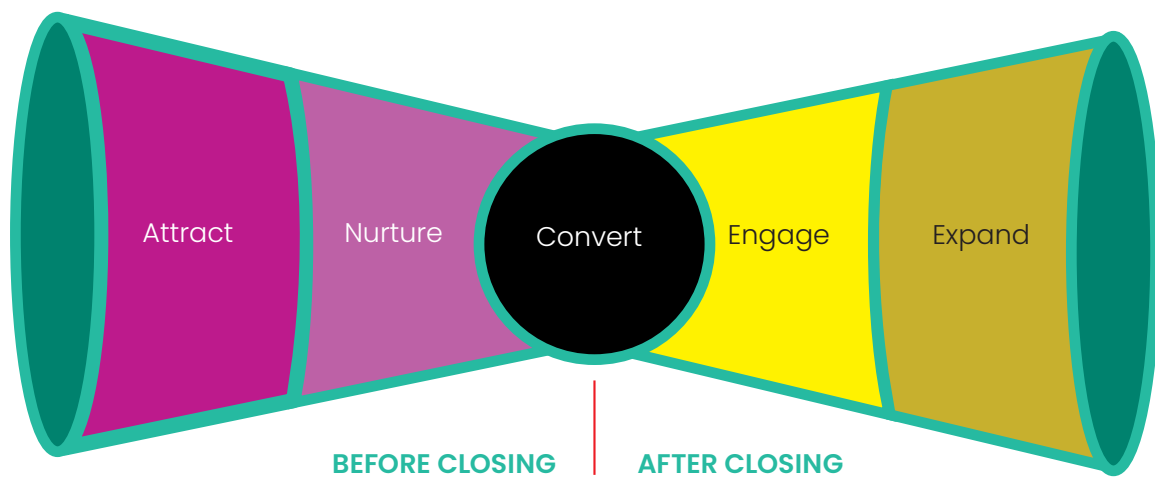 Attract
Nurture
Convert
Engage
Expand
BEFORE CLOSING
AFTER CLOSING